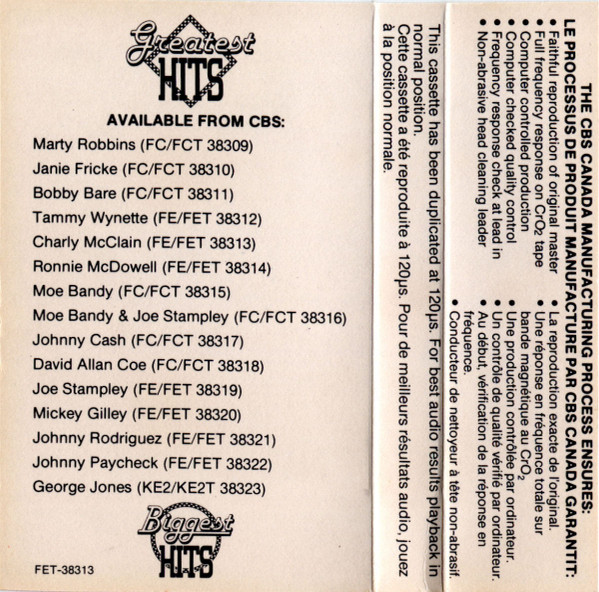 Greatest
HITS
AVAILABLE FROM CBS:
Marty Robbins (FC/FCT 38309)
Janie Fricke (FC/FCT 38310)
Bobby Bare (FC/FCT 38311)
Tammy Wynette (FE/FET 38312)
Charly McClain (FE/FET 38313)
Ronnie McDowell (FE/FET 38314)
Moe Bandy (FC/FCT 38315)
Moe Bandy & Joe Stampley (FC/FCT 38316)
Johnny Cash (FC/FCT 38317)
David Allan Coe (FC/FCT 38318)
Joe Stampley (FE/FET 38319)
Mickey Gilley (FE/FET 38320)
Johnny Rodriguez (FE/FET 38321)
Johnny Paycheck (FE/FET 38322)
George Jones (KE2/KE2T 38323)
Biggest
HITS
FET-38313
This cassette has been duplicated at 120µs. For best audio results playback in
normal position.
Cette cassette a été reproduite à 120µs. Pour de meilleurs résultats audio, jouez
à la position normale.
THE CBS CANADA MANUFACTURING PROCESS ENSURES:
LE PROCESSUS DE PRODUIT MANUFACTURE PAR CBS CANADA GARANTIT:
• Faithful reproduction of original master
• Full frequency response on CrO2 tape
• Computer controlled production
• Computer checked quality control
• Frequency response check at lead in
• Non-abrasive head cleaning leader
• La reproduction exacte de l'original.
• Une réponse en fréquence totale sur
bande magnétique au CrO2
• Une production contrôlée par ordinateur.
• Un contrôle de qualité vérifié par ordinateur.
• Au début, vérification de la réponse en
fréquence.
• Conducteur de nettoyeur à tête non-abrasif.